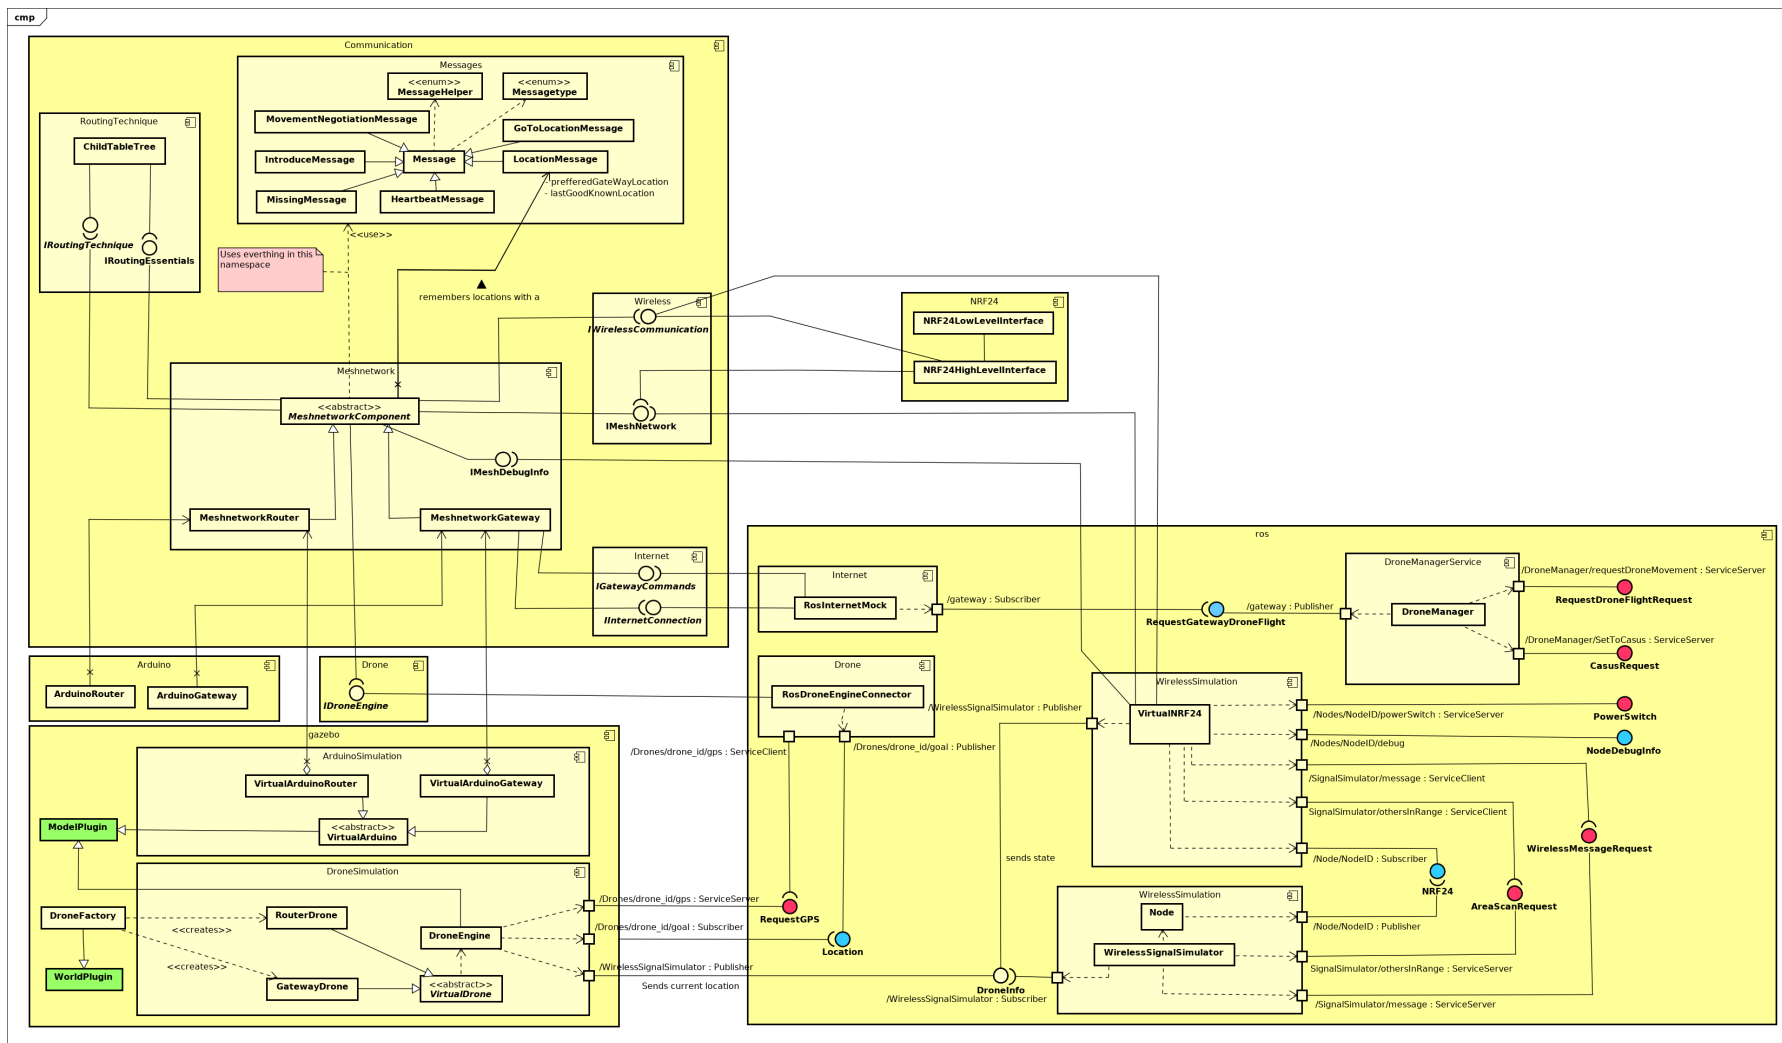 cmp
Communication
Messages
<<enum>>
MessageHelper
<<enum>>
Messagetype
MovementNegotiationMessage
GoToLocationMessage
IntroduceMessage
Message
LocationMessage
- prefferedGateWayLocation
- lastGoodKnownLocation
MissingMessage
HeartbeatMessage
RoutingTechnique
ChildTableTree
IRoutingTechnique
IRoutingEssentials
<<use>>
Uses everthing in this
namespace
remembers locations with a
Wireless
IWirelessCommunication
IMeshNetwork
NRF24
NRF24LowLevelInterface
NRF24HighLevelInterface
Meshnetwork
<<abstract>>
MeshnetworkComponent
IMeshDebugInfo
MeshnetworkRouter
MeshnetworkGateway
Internet
IGatewayCommands
IInternetConnection
Arduino
ArduinoRouter
ArduinoGateway
Drone
IDroneEngine
ros
Internet
RosInternetMock
/gateway : Subscriber
RequestGatewayDroneFlight
/gateway : Publisher
DroneManagerService
DroneManager
/DroneManager/requestDroneMovement : ServiceServer
RequestDroneFlightRequest
/DroneManager/SetToCasus : ServiceServer
CasusRequest
Drone
RosDroneEngineConnector
/Drones/drone_id/gps : ServiceClient
/Drones/drone_id/goal : Publisher
/WirelessSignalSimulator : Publisher
WirelessSimulation
VirtualNRF24
PowerSwitch
/Nodes/NodeID/powerSwitch : ServiceServer
NodeDebugInfo
/Nodes/NodeID/debug
/SignalSimulator/message : ServiceClient
SignalSimulator/othersInRange : ServiceClient
WirelessMessageRequest
/Node/NodeID : Subscriber
NRF24
AreaScanRequest
sends state
gazebo
ArduinoSimulation
VirtualArduinoRouter
VirtualArduinoGateway
<<abstract>>
VirtualArduino
ModelPlugin
DroneSimulation
DroneFactory
RouterDrone
<<creates>>
<<creates>>
DroneEngine
WorldPlugin
GatewayDrone
<<abstract>>
VirtualDrone
/Drones/drone_id/gps : ServiceServer
RequestGPS
/Drones/drone_id/goal : Subscriber
Location
/WirelessSignalSimulator : Publisher
Sends current location
DroneInfo
/WirelessSignalSimulator : Subscriber
WirelessSimulation
Node
WirelessSignalSimulator
/Node/NodeID : Publisher
SignalSimulator/othersInRange : ServiceServer
/SignalSimulator/message : ServiceServer